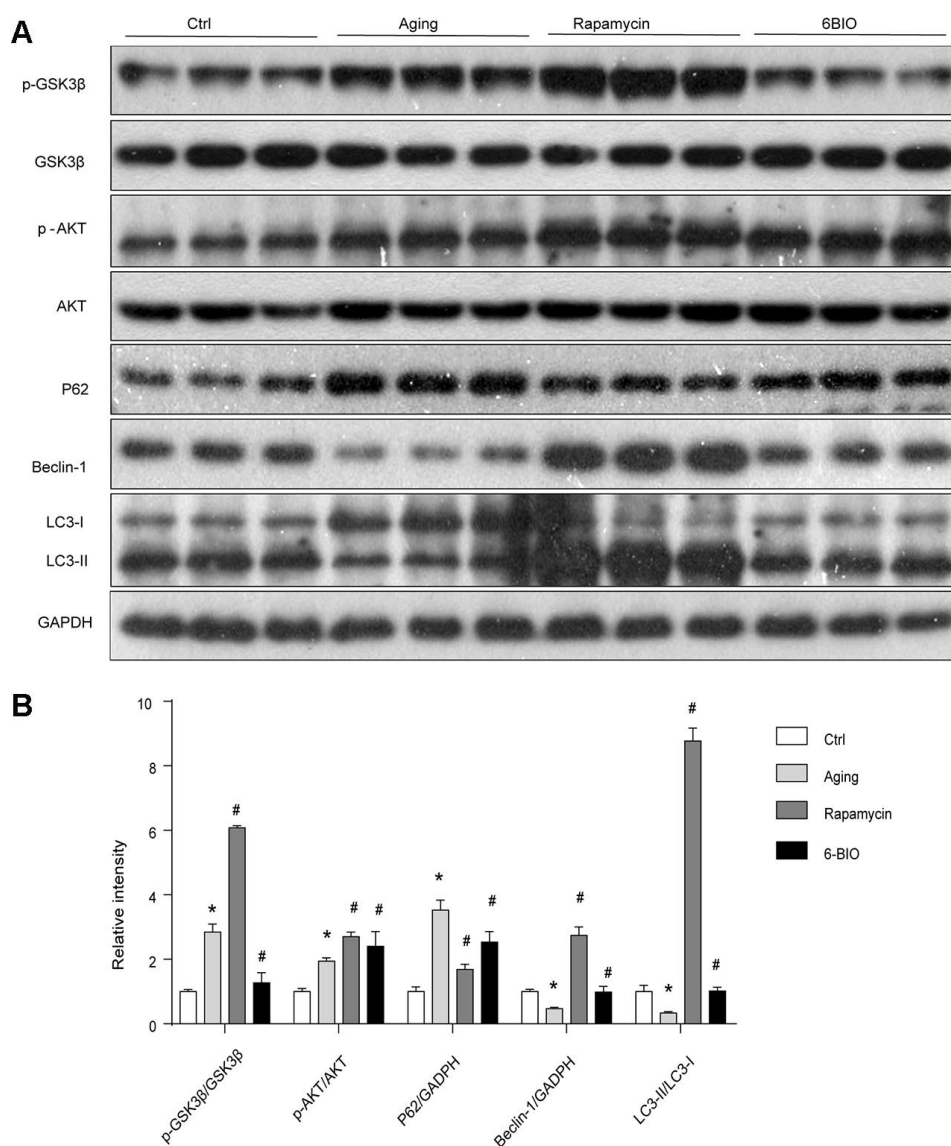 A
Ctrl Aging Rapamycin 6BIO
p-GSK3β
GSK3β
p-AKT
AKT
P62
Beclin-1
LC3-I
LC3-II
GAPDH
B
Relative intensity
10
8
6
4
2
0
* # #
* # #
* # #
* # #
* # #
p-GSK3β/GSK3β
p-AKT/AKT
P62/GADPH
Beclin-1/GADPH
LC3-II/LC3-I
Ctrl
Aging
Rapamycin
6-BIO